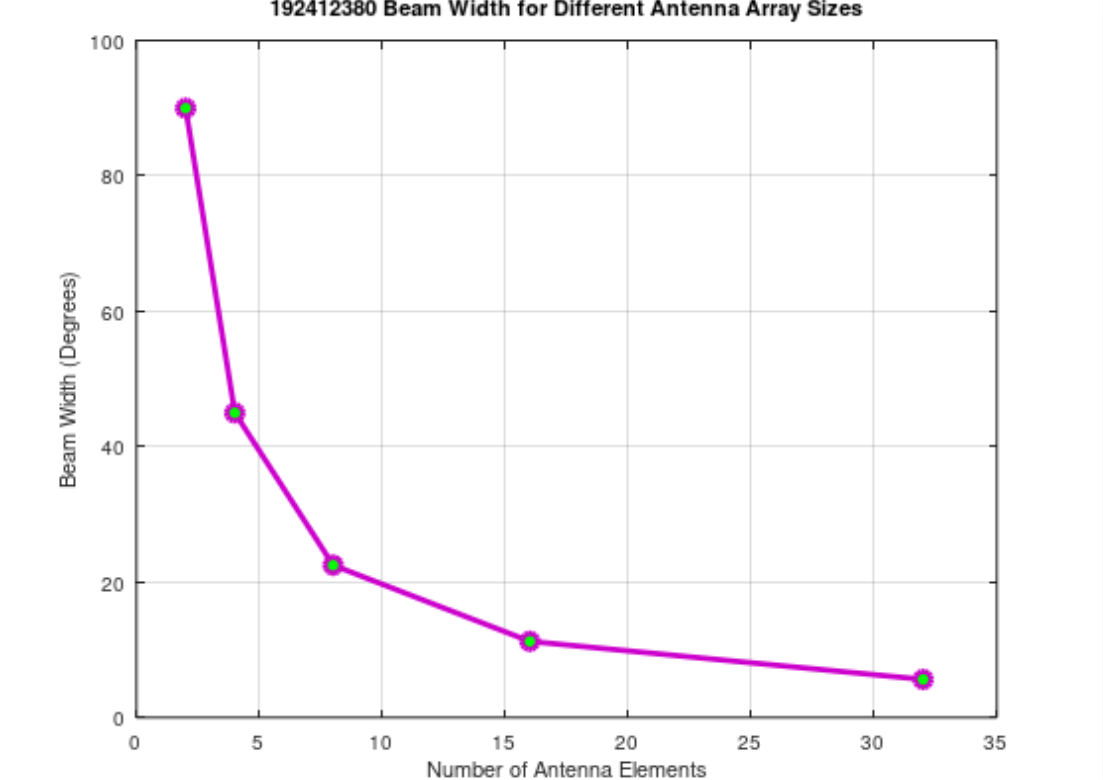 192412380 Beam Width for Different Antenna Array Sizes
100
80
60
40
20
0
Beam Width (Degrees)
0 5 10 15 20 25 30 35
Number of Antenna Elements